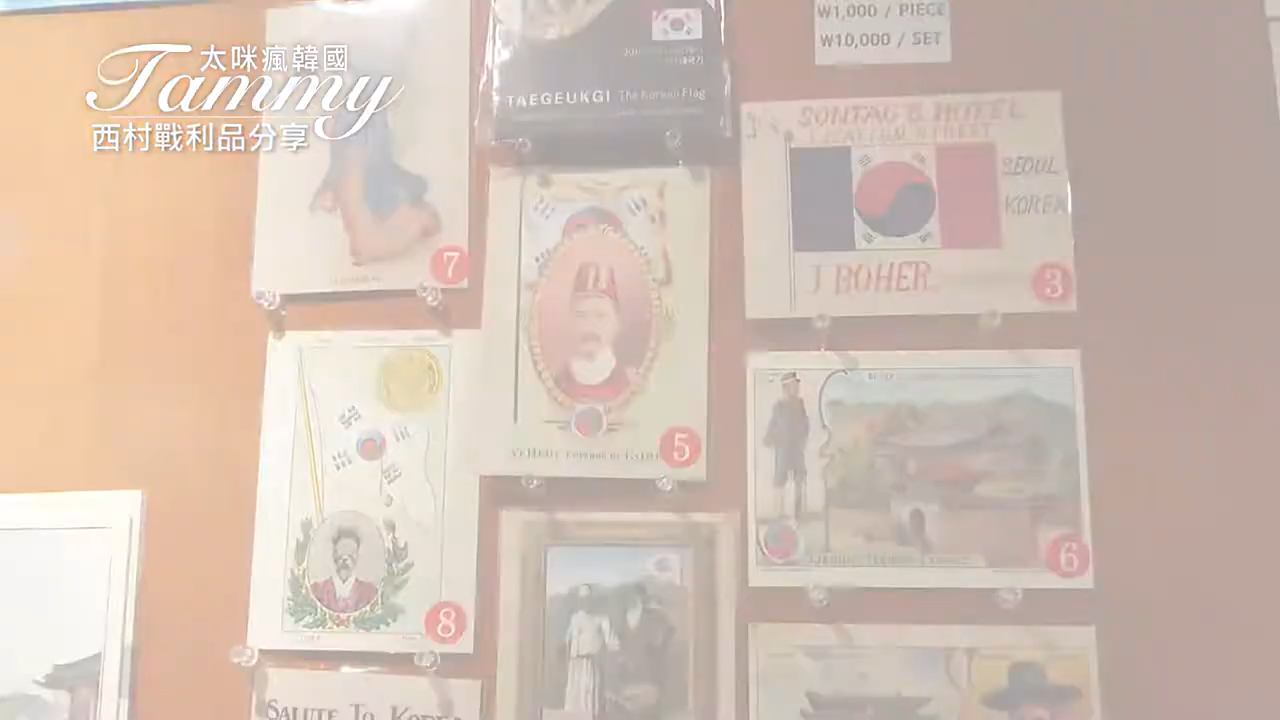 太咪瘋韓國
Tammy
西村戰利品分享
₩1,000 / PIECE
₩10,000 / SET
TAEGEUKGI The Korean Flag
SONTAG'S HOTEL
SEOUL
KOREA
J BOHER
3
7
5
6
8
SALUTE TO KOREA